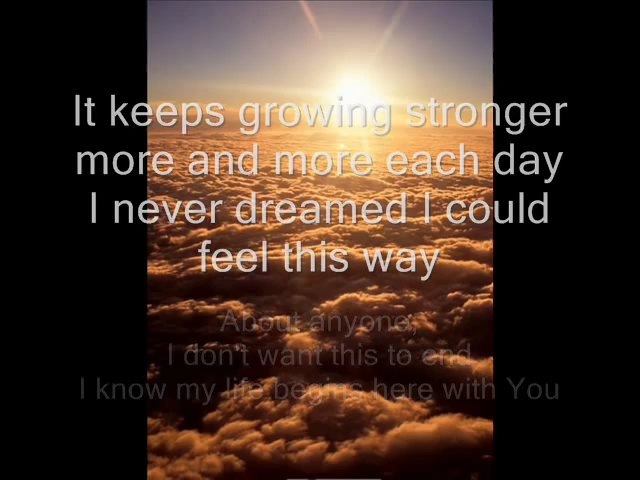 It keeps growing stronger
more and more each day
I never dreamed I could
feel this way
About anyone,
I don't want this to end
I know my life begins here with You